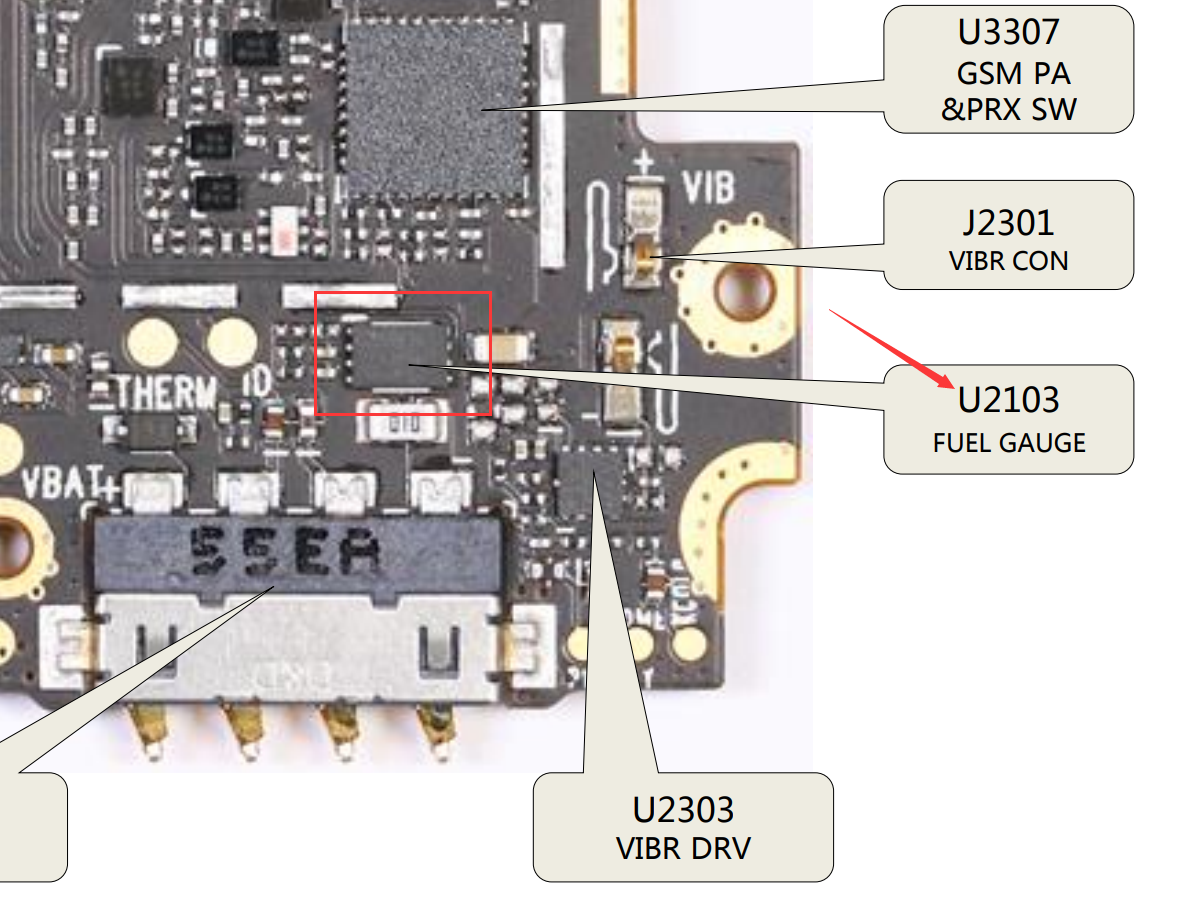 U3307
GSM PA
&PRX SW
+
VIB
J2301
VIBR CON
THERM
ID
U2103
FUEL GAUGE
010
-
VBAT+
55EA
U2303
VIBR DRV